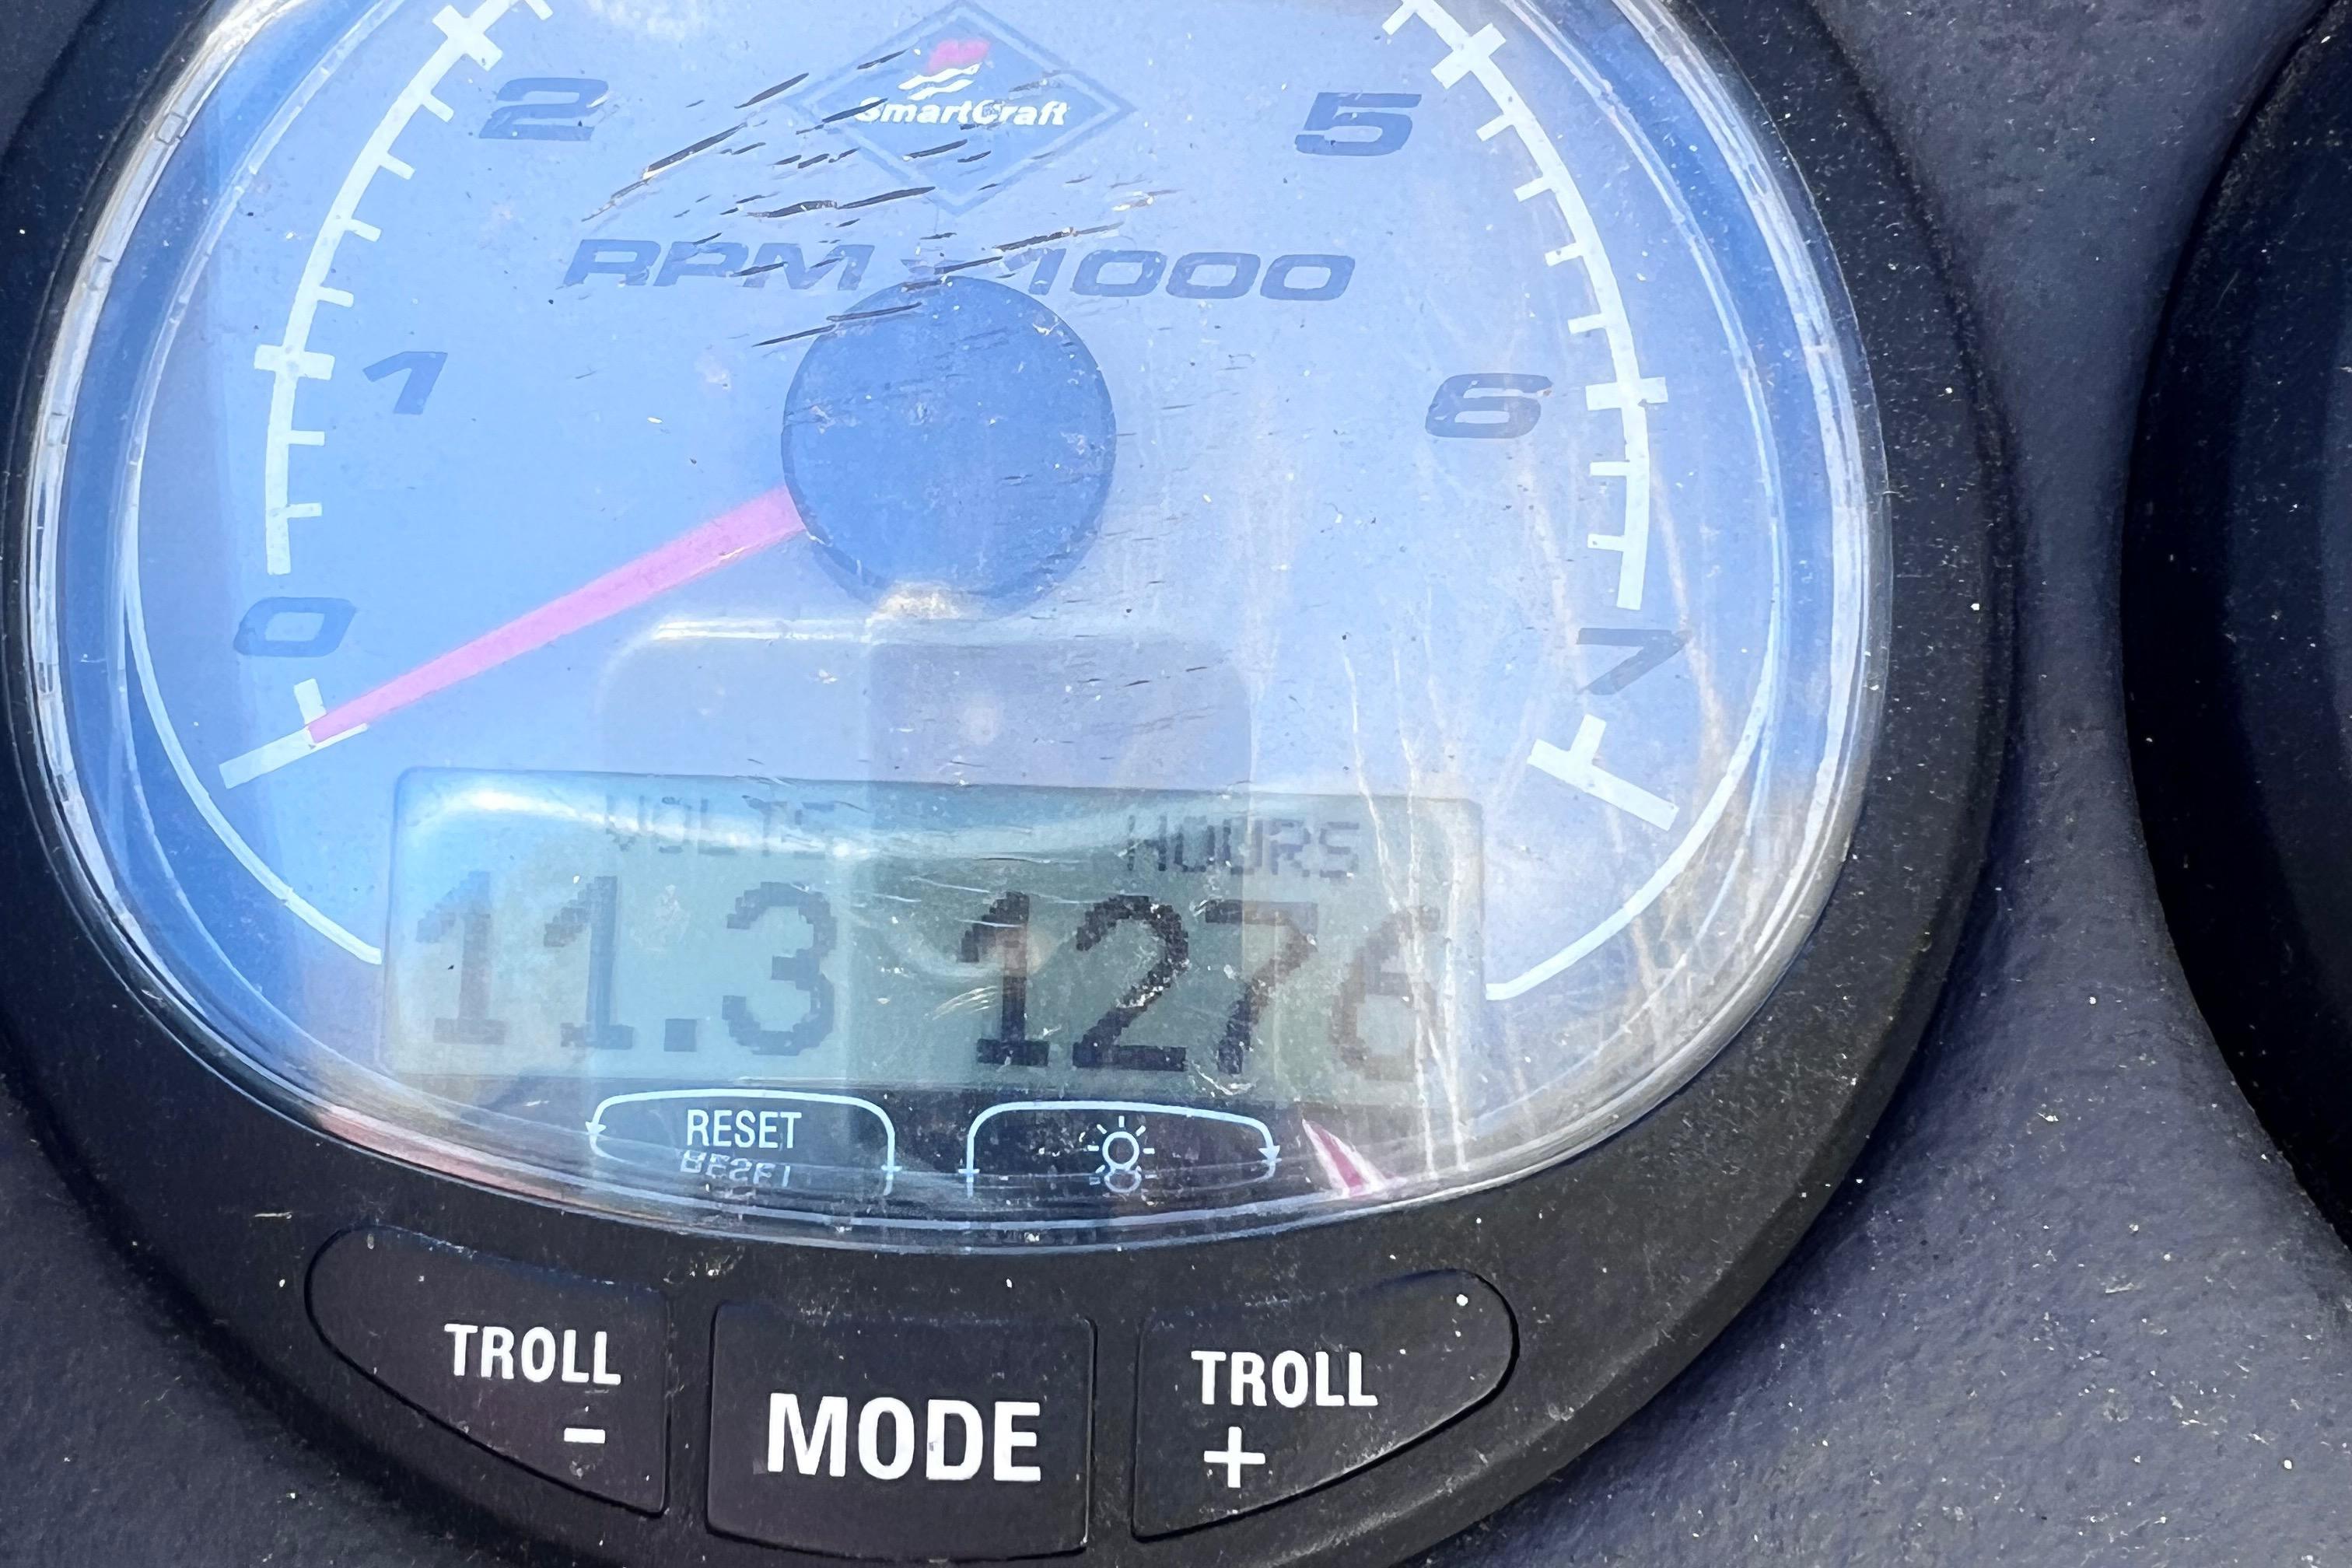 SmartCraft
2 5
RPM x 1000
1 6
0 7
VOLTS HOURS
11.3 1276
RESET
TROLL - MODE TROLL +